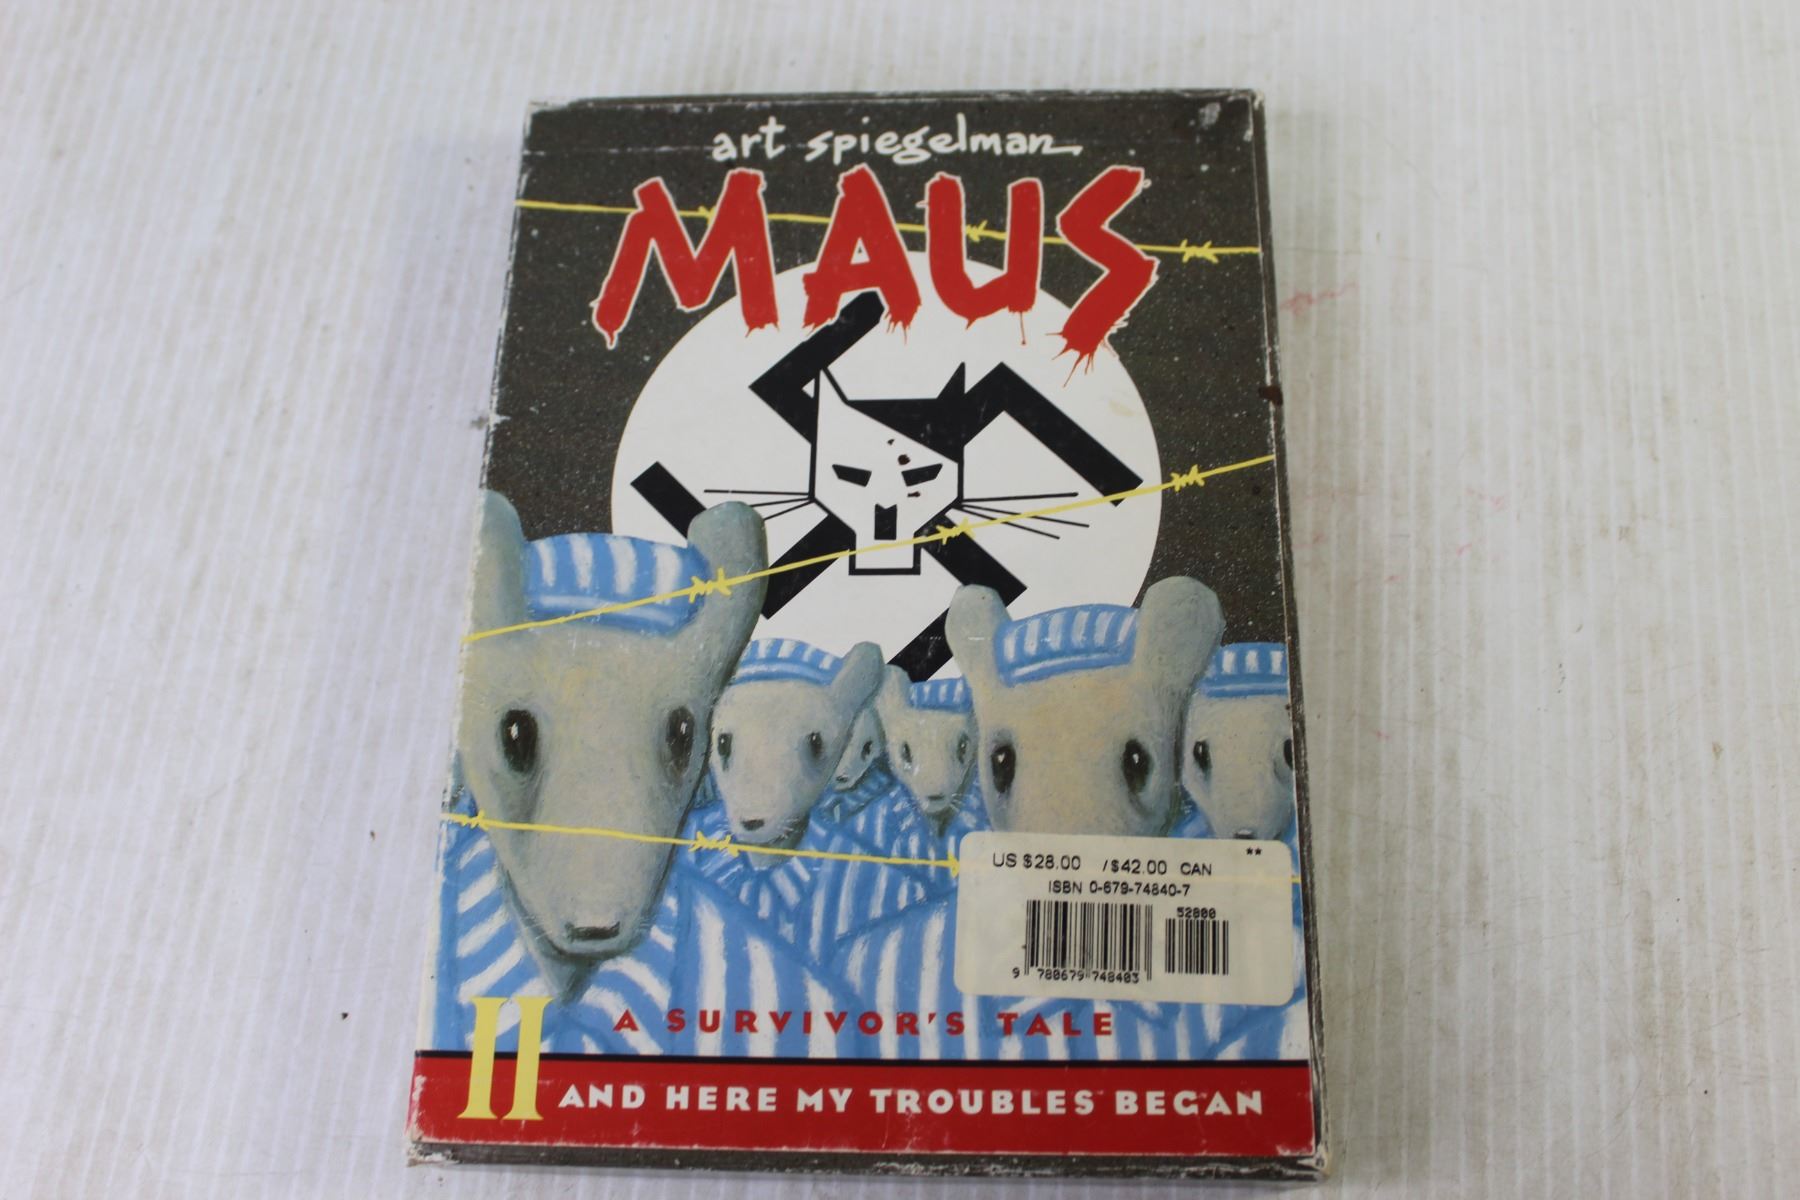 art spiegelman
MAUS
US $28.00 /$42.00 CAN **
ISBN 0-679-74840-7
52800
9 780679 748403
A SURVIVOR'S TALE
II AND HERE MY TROUBLES BEGAN